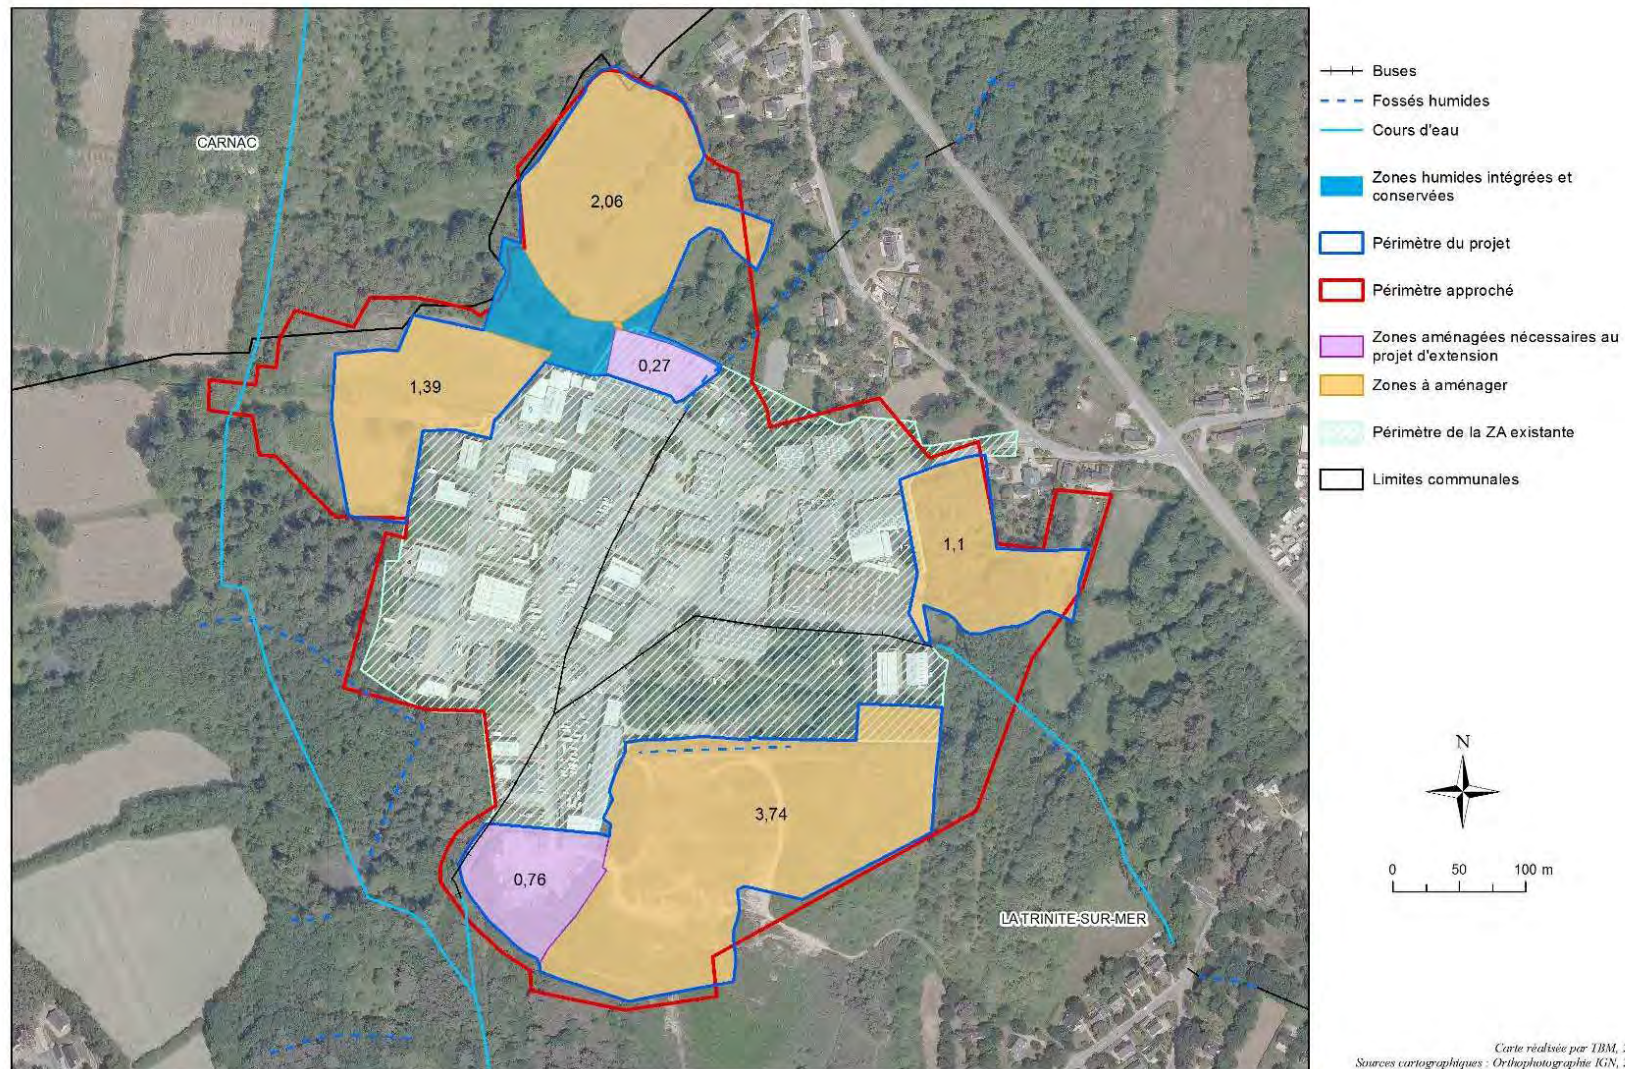 CARNAC
2,06
0,27
1,39
1,1
3,74
0,76
LA TRINITE-SUR-MER
Buses
Fossés humides
Cours d'eau
Zones humides intégrées et
conservées
Périmètre du projet
Périmètre approché
Zones aménagées nécessaires au
projet d'extension
Zones à aménager
Périmètre de la ZA existante
Limites communales
N
0 50 100 m
Carte réalisée par TBM,
Sources cartographiques : Orthophotographie IGN,